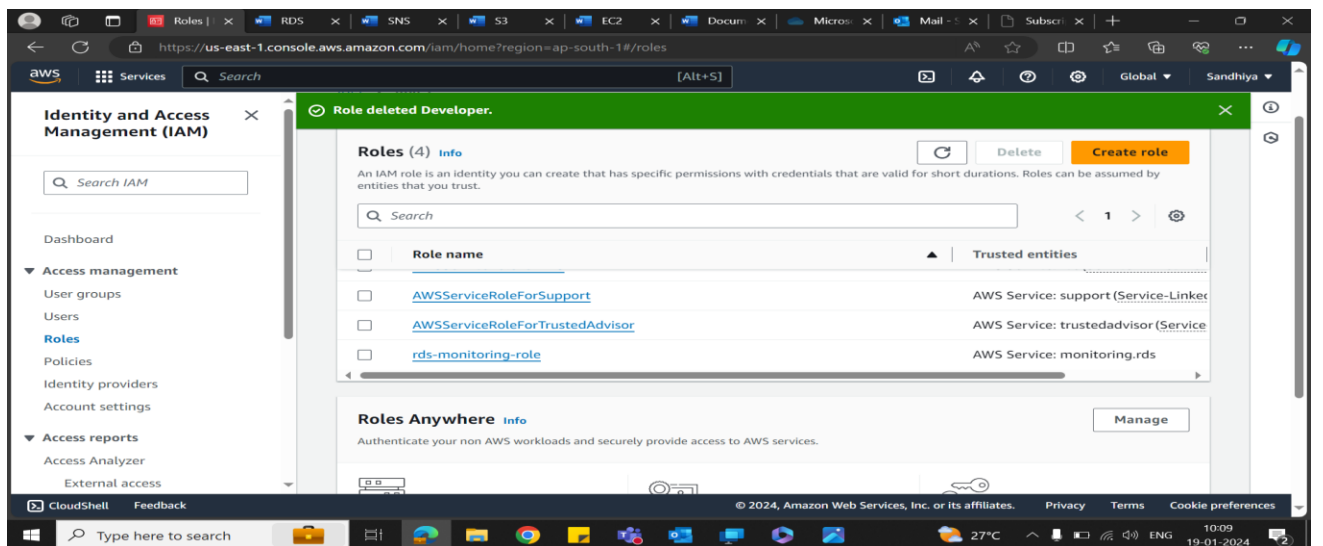 Roles |
RDS
SNS
S3
EC2
Docum
Micros
Mail - S
Subscri
https://us-east-1.console.aws.amazon.com/iam/home?region=ap-south-1#/roles
aws
Services
Search
[Alt+S]
Global
Sandhiya
Identity and Access
Management (IAM)
Search IAM
Dashboard
Access management
User groups
Users
Roles
Policies
Identity providers
Account settings
Access reports
Access Analyzer
External access
Role deleted Developer.
Roles (4) Info
Delete
Create role
An IAM role is an identity you can create that has specific permissions with credentials that are valid for short durations. Roles can be assumed by
entities that you trust.
Search
1
Role name
Trusted entities
AWSServiceRoleForSupport
AWS Service: support (Service-Linked
AWSServiceRoleForTrustedAdvisor
AWS Service: trustedadvisor (Service
rds-monitoring-role
AWS Service: monitoring.rds
Roles Anywhere Info
Manage
Authenticate your non AWS workloads and securely provide access to AWS services.
CloudShell
Feedback
© 2024, Amazon Web Services, Inc. or its affiliates.
Privacy
Terms
Cookie preferences
Type here to search
27°C
ENG
10:09
19-01-2024
2